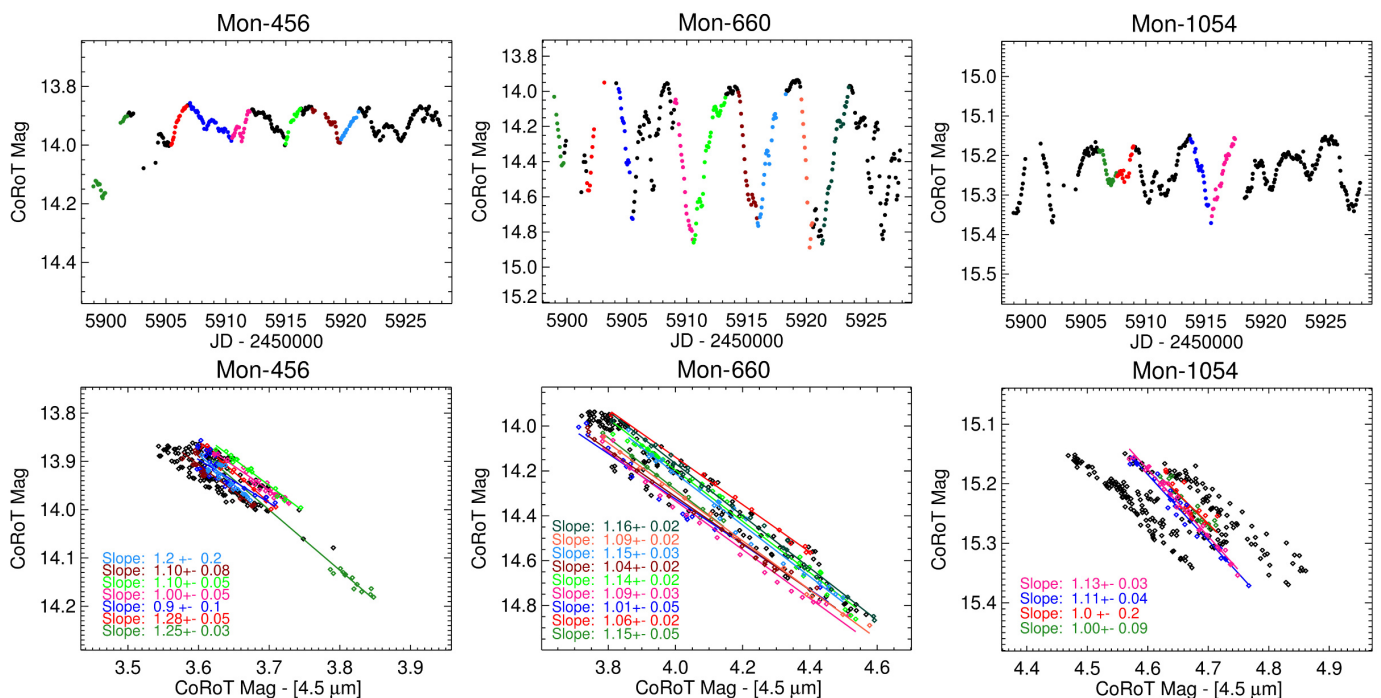 Mon-456
13.8
14.0
14.2
14.4
CoRoT Mag
5900 5905 5910 5915 5920 5925
JD - 2450000
Mon-660
13.8
14.0
14.2
14.4
14.6
14.8
15.0
15.2
CoRoT Mag
5900 5905 5910 5915 5920 5925
JD - 2450000
Mon-1054
15.0
15.1
15.2
15.3
15.4
15.5
CoRoT Mag
5900 5905 5910 5915 5920 5925
JD - 2450000
Mon-456
13.8
13.9
14.0
14.1
14.2
CoRoT Mag
Slope: 1.2 +- 0.2
Slope: 1.10+- 0.08
Slope: 1.10+- 0.05
Slope: 1.00+- 0.05
Slope: 0.9 +- 0.1
Slope: 1.28+- 0.05
Slope: 1.25+- 0.03
3.5 3.6 3.7 3.8 3.9
CoRoT Mag - [4.5 μm]
Mon-660
14.0
14.2
14.4
14.6
14.8
CoRoT Mag
Slope: 1.16+- 0.02
Slope: 1.09+- 0.02
Slope: 1.15+- 0.03
Slope: 1.04+- 0.02
Slope: 1.14+- 0.02
Slope: 1.09+- 0.03
Slope: 1.01+- 0.05
Slope: 1.06+- 0.02
Slope: 1.15+- 0.05
3.8 4.0 4.2 4.4 4.6
CoRoT Mag - [4.5 μm]
Mon-1054
15.1
15.2
15.3
15.4
CoRoT Mag
Slope: 1.13+- 0.03
Slope: 1.11+- 0.04
Slope: 1.0 +- 0.2
Slope: 1.00+- 0.09
4.4 4.5 4.6 4.7 4.8 4.9
CoRoT Mag - [4.5 μm]